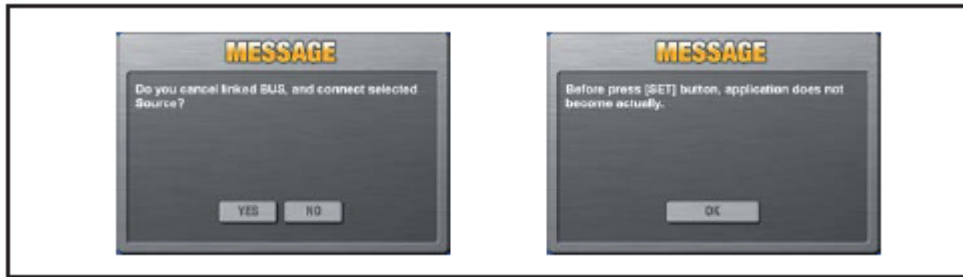 MESSAGE
Do you cancel linked BUS, and connect selected
Source?
YES NO
MESSAGE
Before press [SET] button, application does not
become actually.
OK